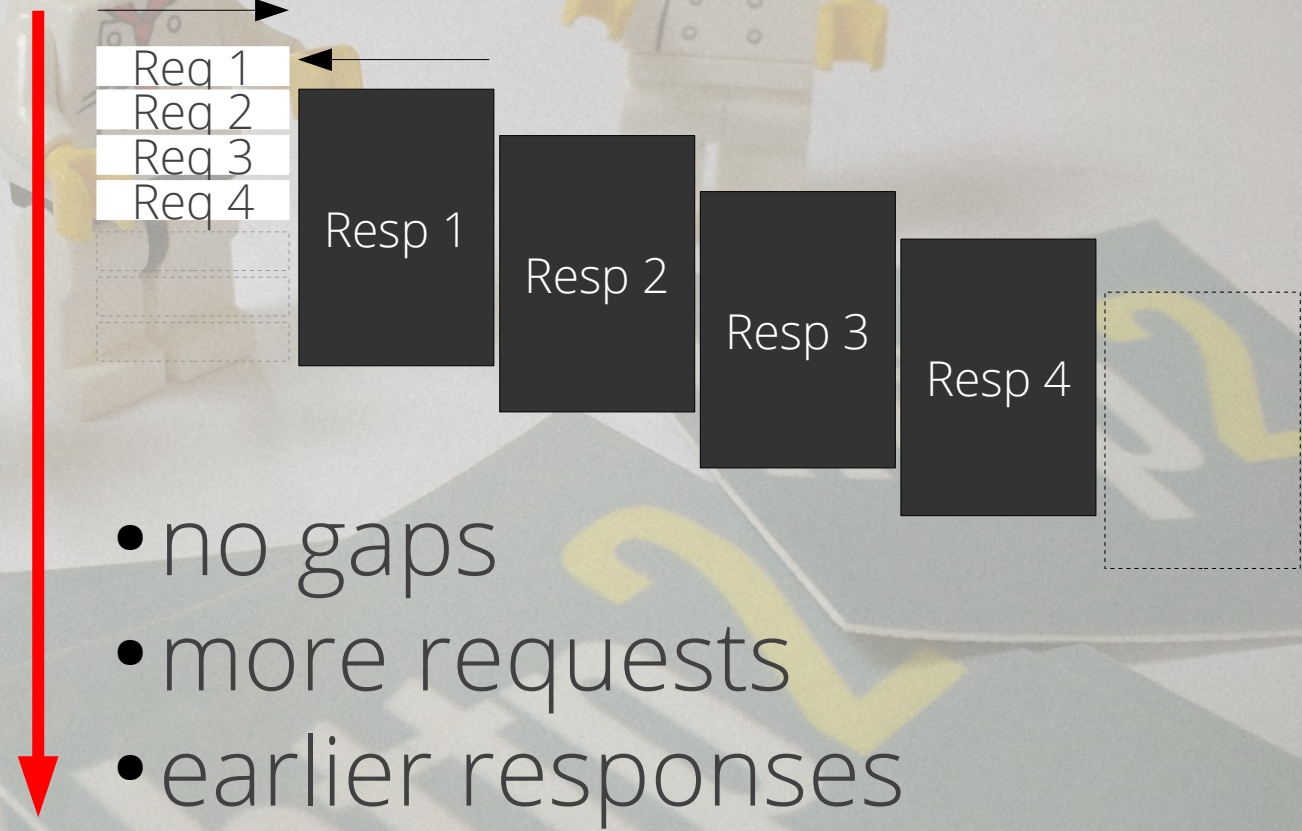 Req 1
Req 2
Req 3
Req 4
Resp 1
Resp 2
Resp 3
Resp 4
• no gaps
• more requests
• earlier responses